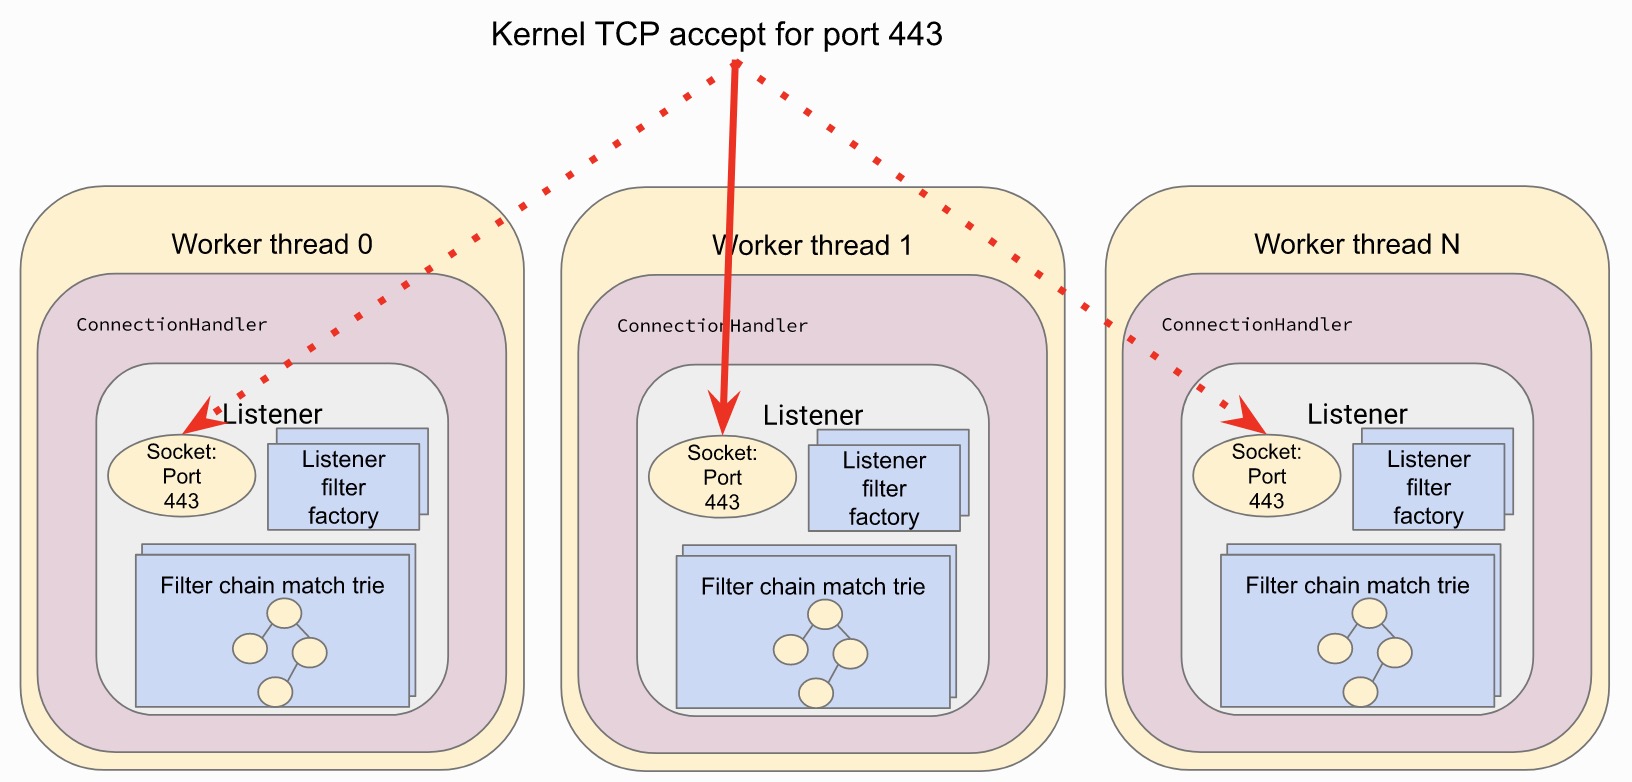 Kernel TCP accept for port 443
Worker thread 0
ConnectionHandler
Listener
Socket:
Port
443
Listener
filter
factory
Filter chain match trie
Worker thread 1
ConnectionHandler
Listener
Socket:
Port
443
Listener
filter
factory
Filter chain match trie
Worker thread N
ConnectionHandler
Listener
Socket:
Port
443
Listener
filter
factory
Filter chain match trie